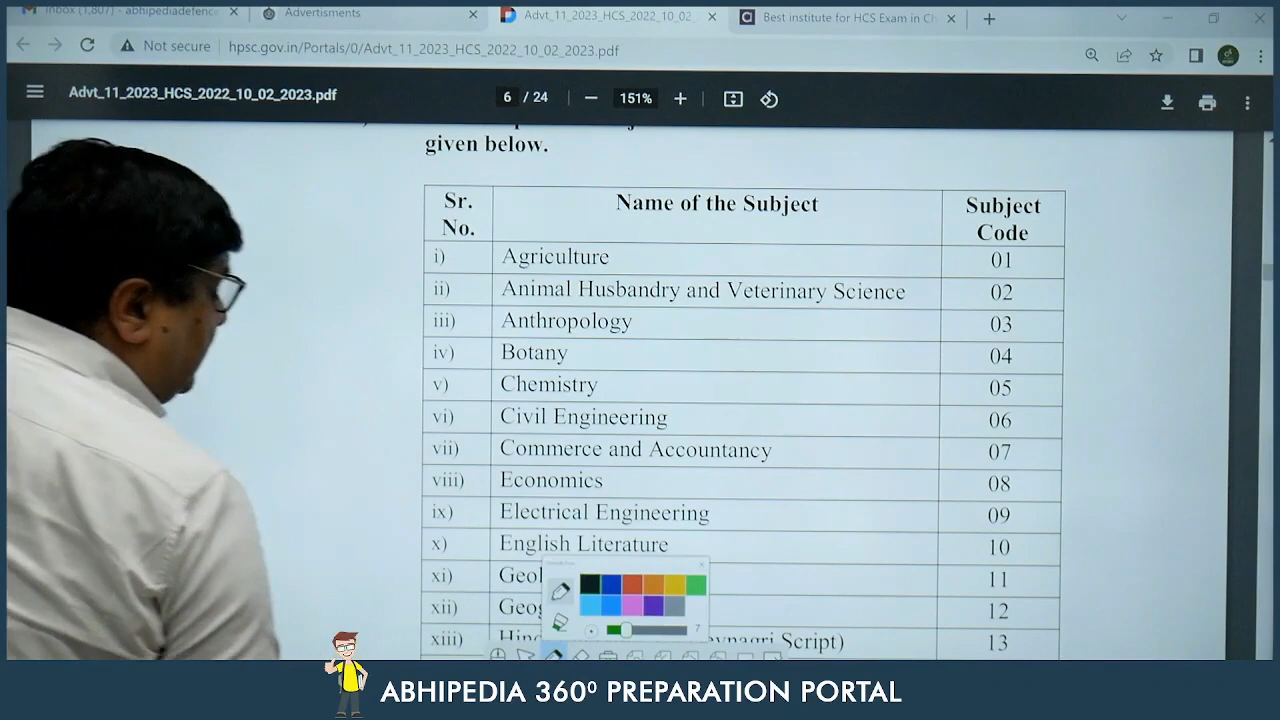 Inbox (1,807) - abhipediadefence
Advertisments
Advt_11_2023_HCS_2022_10_02
Best institute for HCS Exam in C
Not secure
hpsc.gov.in/Portals/0/Advt_11_2023_HCS_2022_10_02_2023.pdf
Advt_11_2023_HCS_2022_10_02_2023.pdf
6 / 24
151%
given below.
Sr. No. Name of the Subject Subject Code
i) Agriculture 01
ii) Animal Husbandry and Veterinary Science 02
iii) Anthropology 03
iv) Botany 04
v) Chemistry 05
vi) Civil Engineering 06
vii) Commerce and Accountancy 07
viii) Economics 08
ix) Electrical Engineering 09
x) English Literature 10
xi) Geol 11
xii) Geog 12
xiii) Hind Script) 13
7
ABHIPEDIA 360⁰ PREPARATION PORTAL